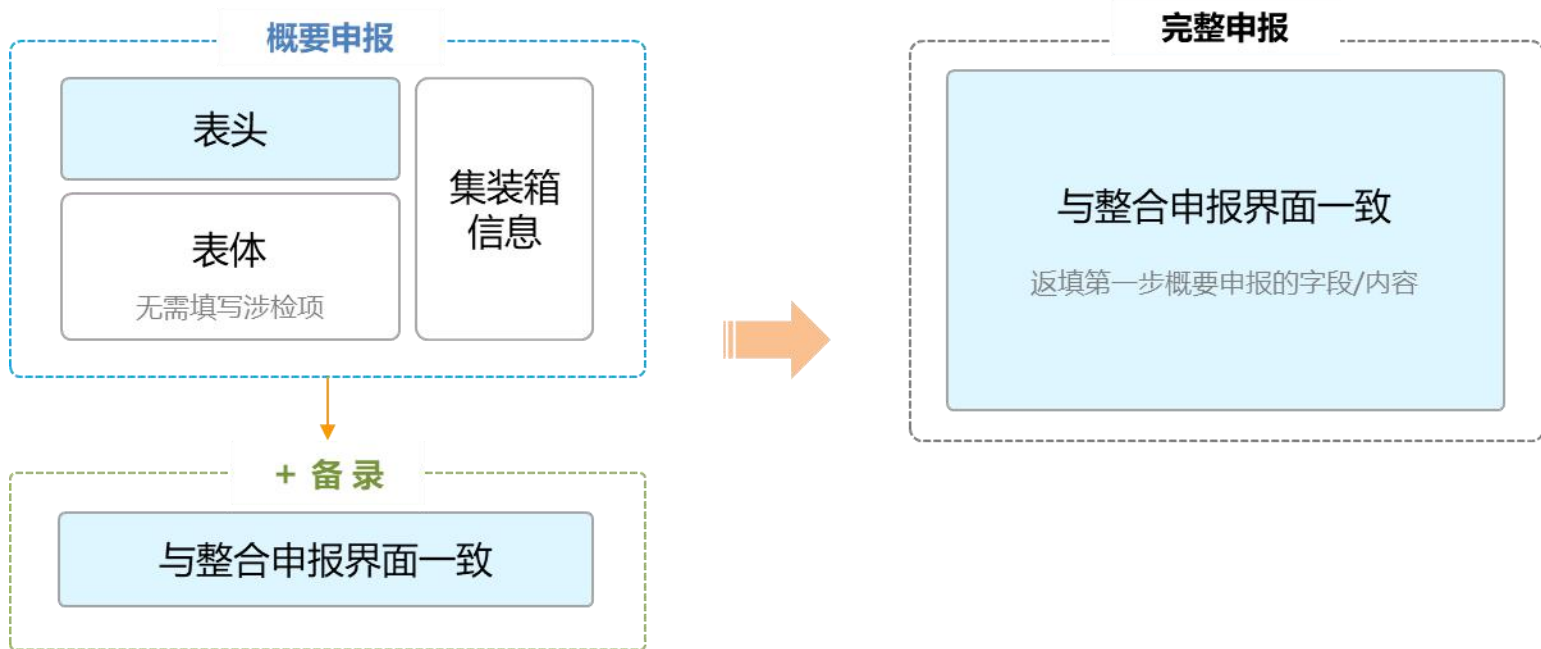 概要申报
表头
表体
无需填写涉检项
集装箱
信息
+ 备 录
与整合申报界面一致
完整申报
与整合申报界面一致
返填第一步概要申报的字段/内容